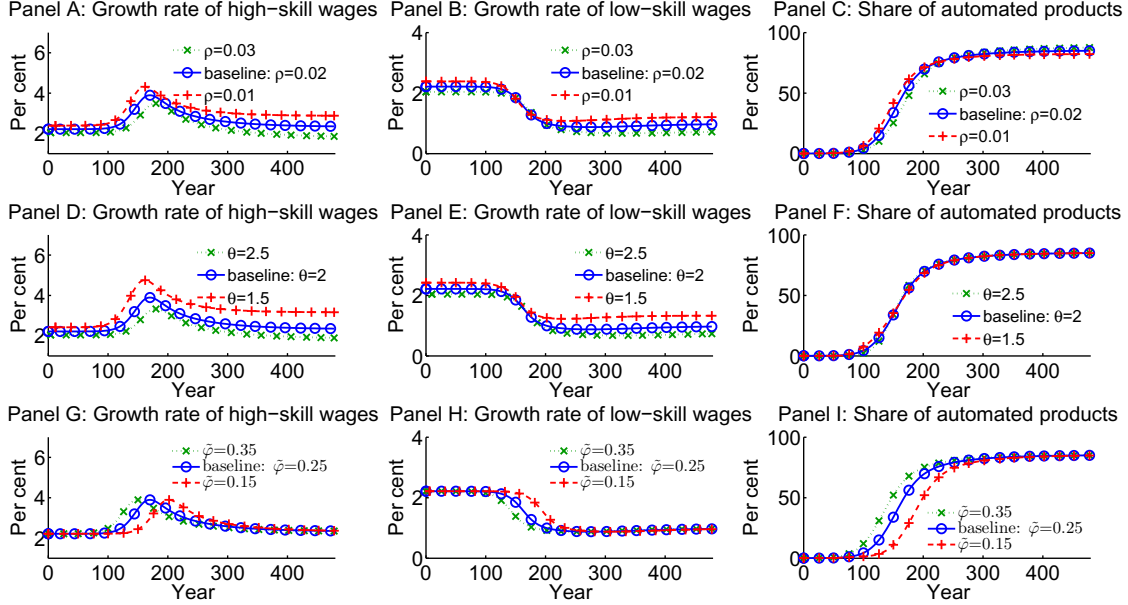 Panel A: Growth rate of high−skill wages
Per cent
6
4
2
ρ=0.03
baseline: ρ=0.02
ρ=0.01
0 100 200 300 400
Year
Panel B: Growth rate of low−skill wages
Per cent
4
2
0
ρ=0.03
baseline: ρ=0.02
ρ=0.01
0 100 200 300 400
Year
Panel C: Share of automated products
Per cent
100
50
0
ρ=0.03
baseline: ρ=0.02
ρ=0.01
0 100 200 300 400
Year
Panel D: Growth rate of high−skill wages
Per cent
6
4
2
θ=2.5
baseline: θ=2
θ=1.5
0 100 200 300 400
Year
Panel E: Growth rate of low−skill wages
Per cent
4
2
0
θ=2.5
baseline: θ=2
θ=1.5
0 100 200 300 400
Year
Panel F: Share of automated products
Per cent
100
50
0
θ=2.5
baseline: θ=2
θ=1.5
0 100 200 300 400
Year
Panel G: Growth rate of high−skill wages
Per cent
6
4
2
φ̃=0.35
baseline: φ̃=0.25
φ̃=0.15
0 100 200 300 400
Year
Panel H: Growth rate of low−skill wages
Per cent
4
2
0
φ̃=0.35
baseline: φ̃=0.25
φ̃=0.15
0 100 200 300 400
Year
Panel I: Share of automated products
Per cent
100
50
0
φ̃=0.35
baseline: φ̃=0.25
φ̃=0.15
0 100 200 300 400
Year